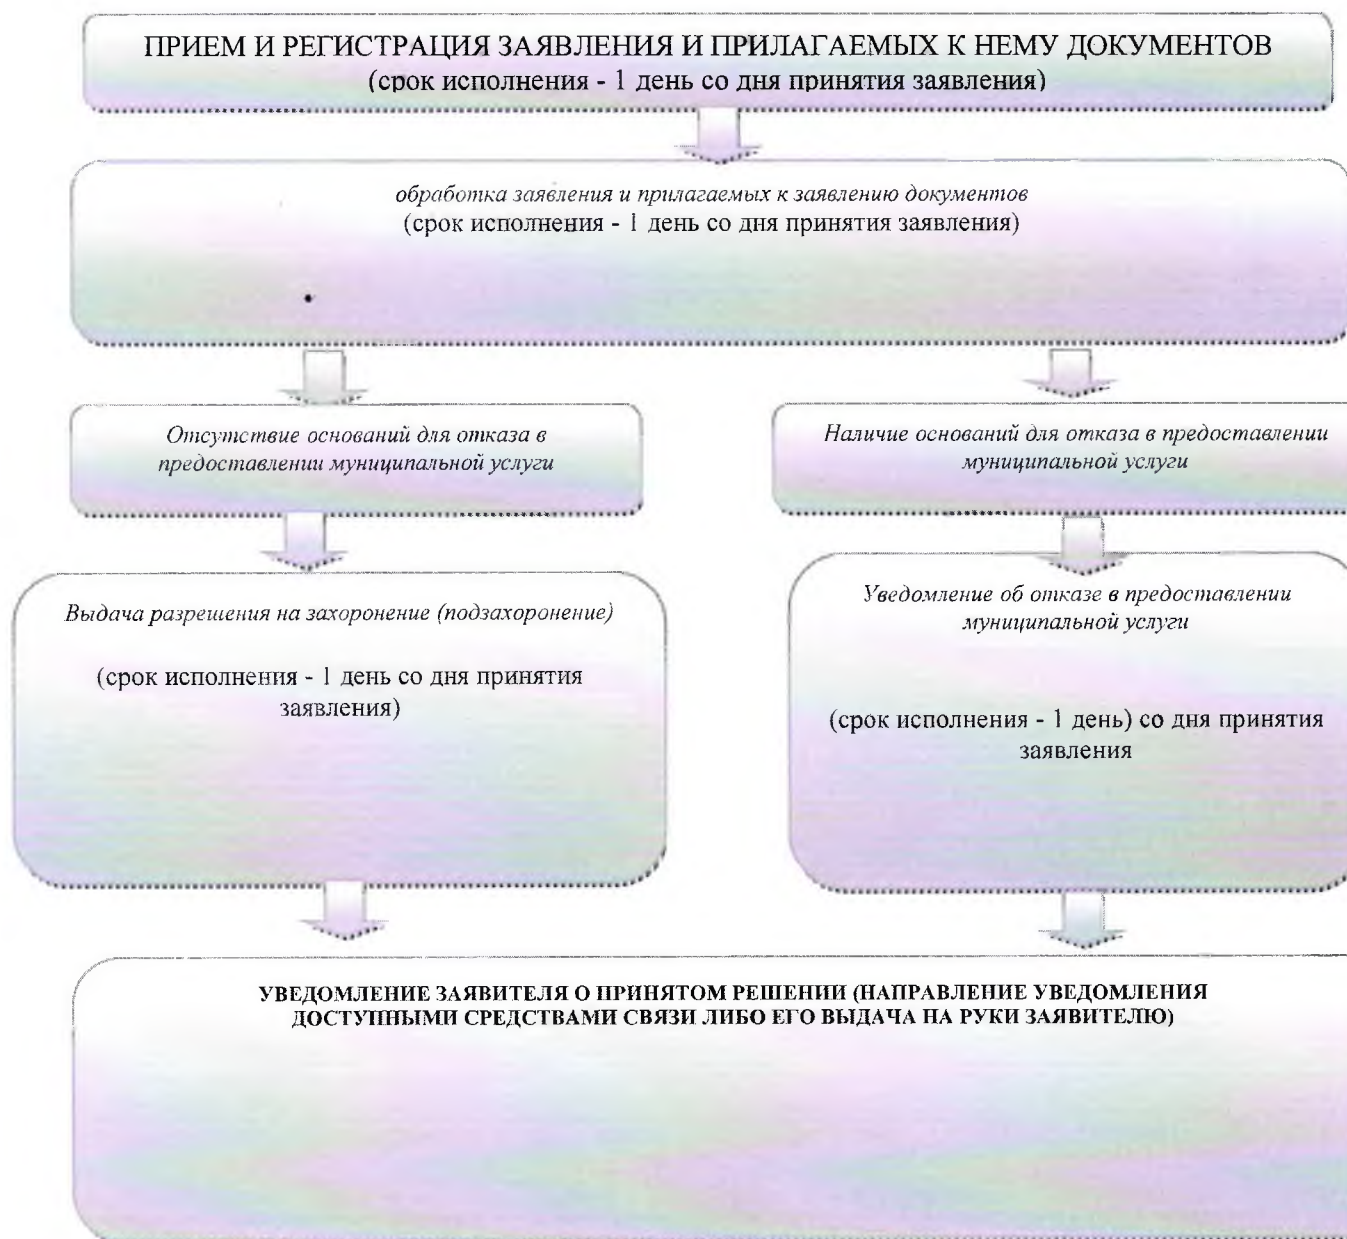 ПРИЕМ И РЕГИСТРАЦИЯ ЗАЯВЛЕНИЯ И ПРИЛАГАЕМЫХ К НЕМУ ДОКУМЕНТОВ
(срок исполнения - 1 день со дня принятия заявления)
обработка заявления и прилагаемых к заявлению документов
(срок исполнения - 1 день со дня принятия заявления)
Отсутствие оснований для отказа в
предоставлении муниципальной услуги
Наличие оснований для отказа в предоставлении
муниципальной услуги
Выдача разрешения на захоронение (подзахоронение)
(срок исполнения - 1 день со дня принятия
заявления)
Уведомление об отказе в предоставлении
муниципальной услуги
(срок исполнения - 1 день) со дня принятия
заявления
УВЕДОМЛЕНИЕ ЗАЯВИТЕЛЯ О ПРИНЯТОМ РЕШЕНИИ (НАПРАВЛЕНИЕ УВЕДОМЛЕНИЯ
ДОСТУПНЫМИ СРЕДСТВАМИ СВЯЗИ ЛИБО ЕГО ВЫДАЧА НА РУКИ ЗАЯВИТЕЛЮ)